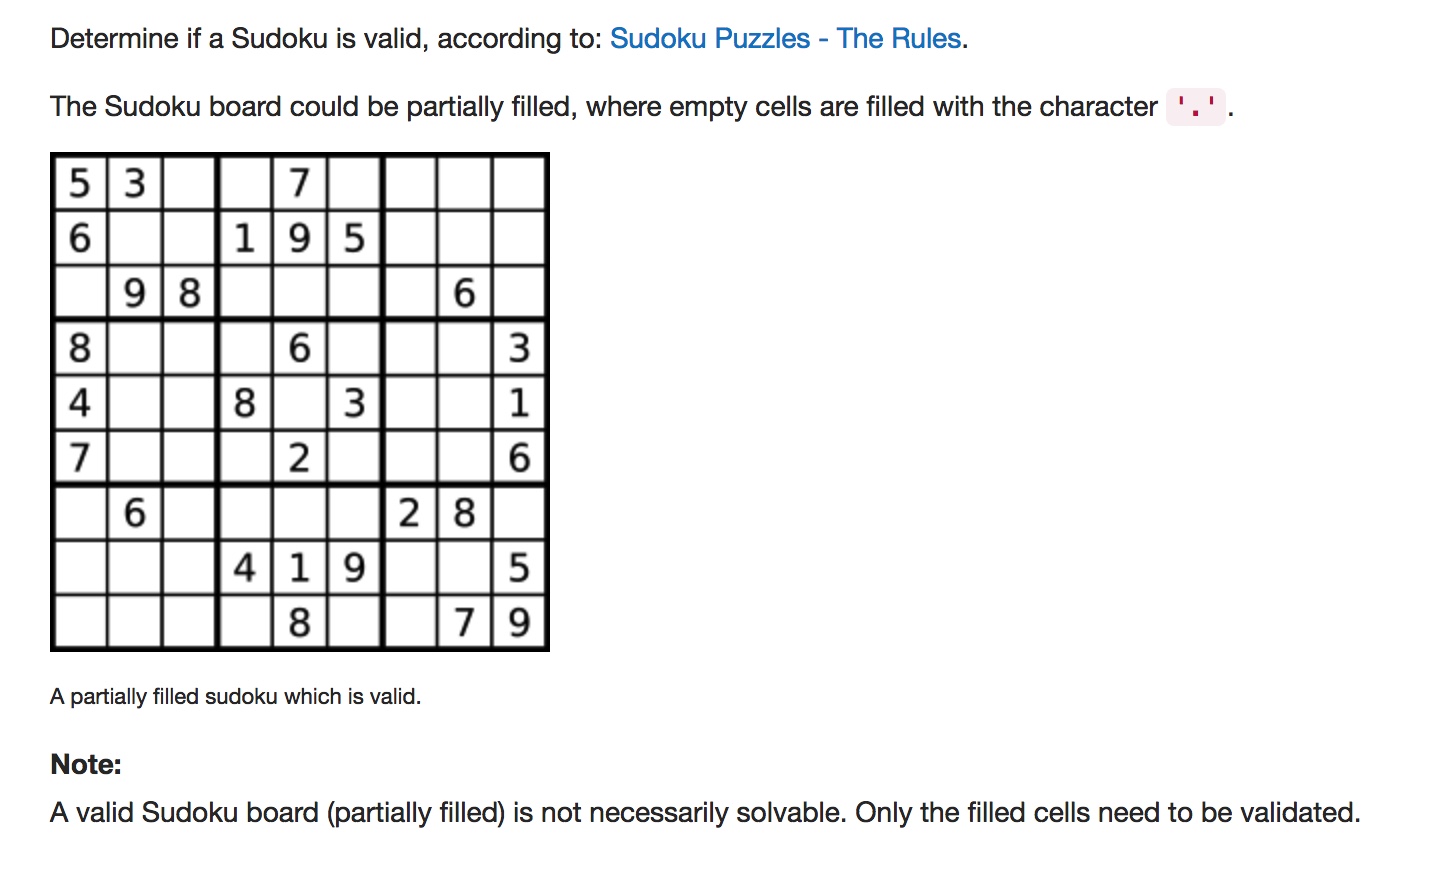 Determine if a Sudoku is valid, according to: Sudoku Puzzles - The Rules.
The Sudoku board could be partially filled, where empty cells are filled with the character '.'.
5 3 7
6 1 9 5
9 8 6
8 6 3
4 8 3 1
7 2 6
6 2 8
4 1 9 5
8 7 9
A partially filled sudoku which is valid.
Note:
A valid Sudoku board (partially filled) is not necessarily solvable. Only the filled cells need to be validated.